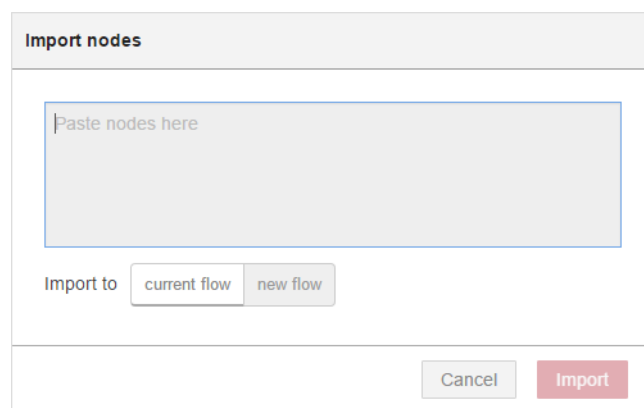 Import nodes
Paste nodes here
Import to current flow new flow
Cancel Import